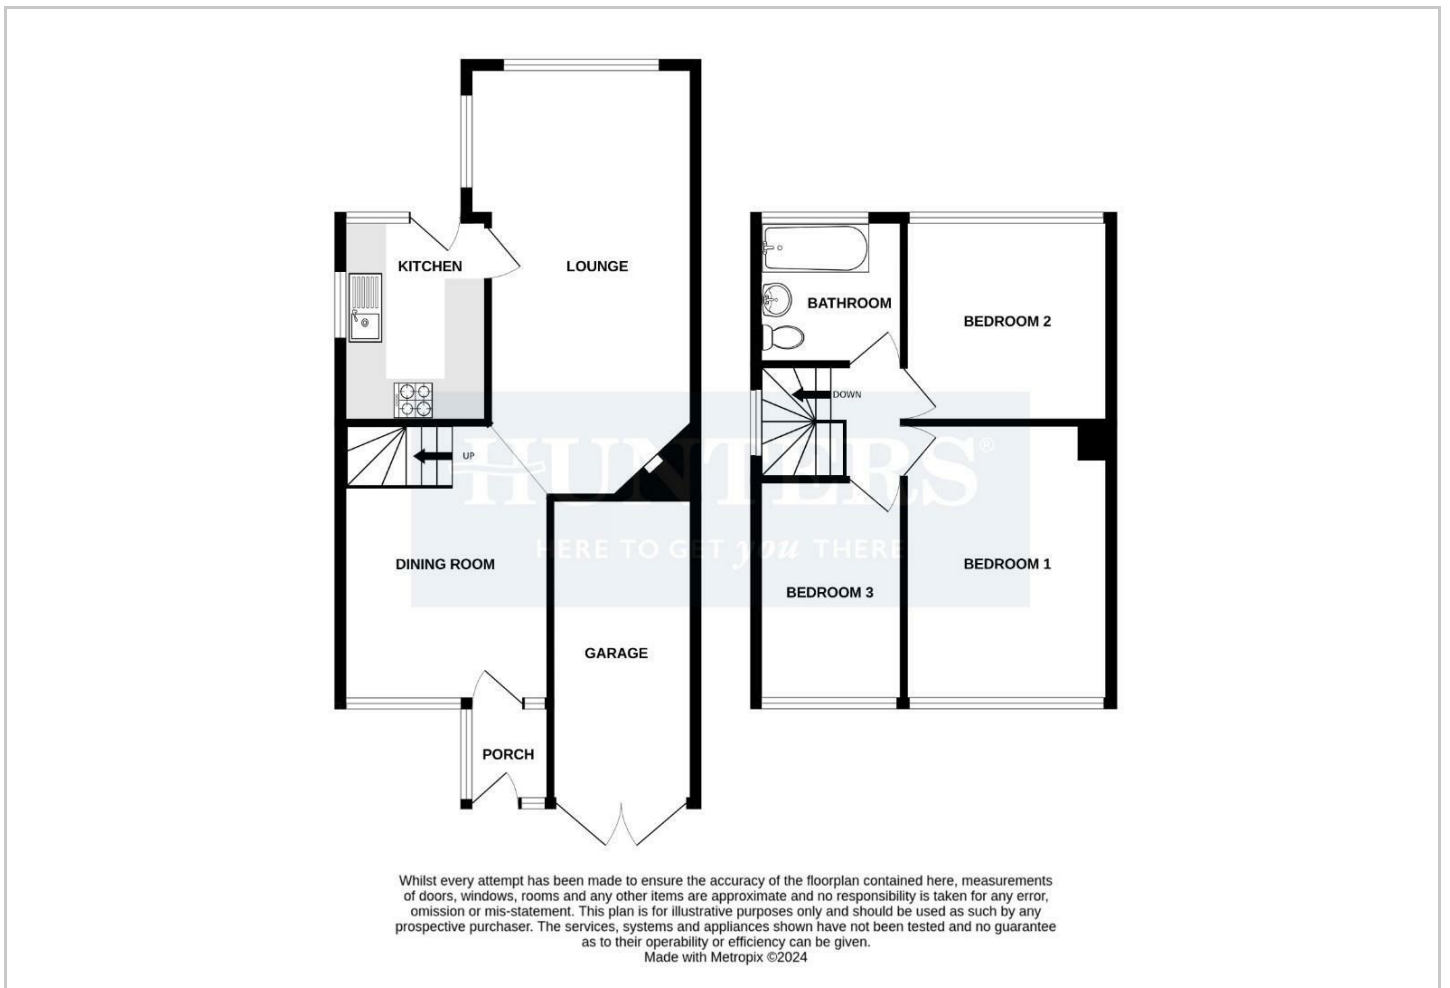 KITCHEN
LOUNGE
UP
DINING ROOM
GARAGE
PORCH
BATHROOM
BEDROOM 2
DOWN
BEDROOM 1
BEDROOM 3
HUNTERS®
HERE TO GET you THERE
Whilst every attempt has been made to ensure the accuracy of the floorplan contained here, measurements
of doors, windows, rooms and any other items are approximate and no responsibility is taken for any error,
omission or mis-statement. This plan is for illustrative purposes only and should be used as such by any
prospective purchaser. The services, systems and appliances shown have not been tested and no guarantee
as to their operability or efficiency can be given.
Made with Metropix ©2024